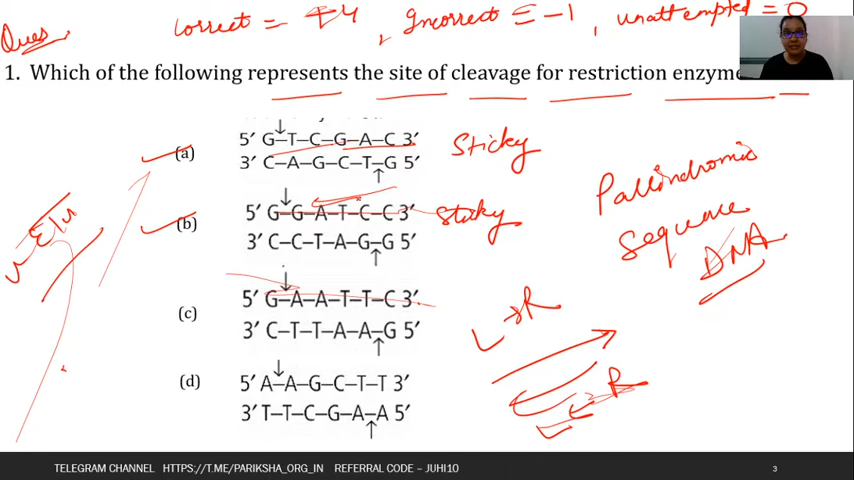 correct = +4, Incorrect = -1, unattempted = 0
Ques
1. Which of the following represents the site of cleavage for restriction enzyme
(a) 5' G–T–C–G–A–C 3' Sticky
3' C–A–G–C–T–G 5'
(b) 5' G–G–A–T–C–C 3' Sticky
3' C–C–T–A–G–G 5'
(c) 5' G–A–A–T–T–C 3'
3' C–T–T–A–A–G 5'
(d) 5' A–A–G–C–T–T 3'
3' T–T–C–G–A–A 5'
Pallindromic
Sequence
DNA
R
R
TELEGRAM CHANNEL HTTPS://T.ME/PARIKSHA_ORG_IN REFERRAL CODE – JUHI10
3